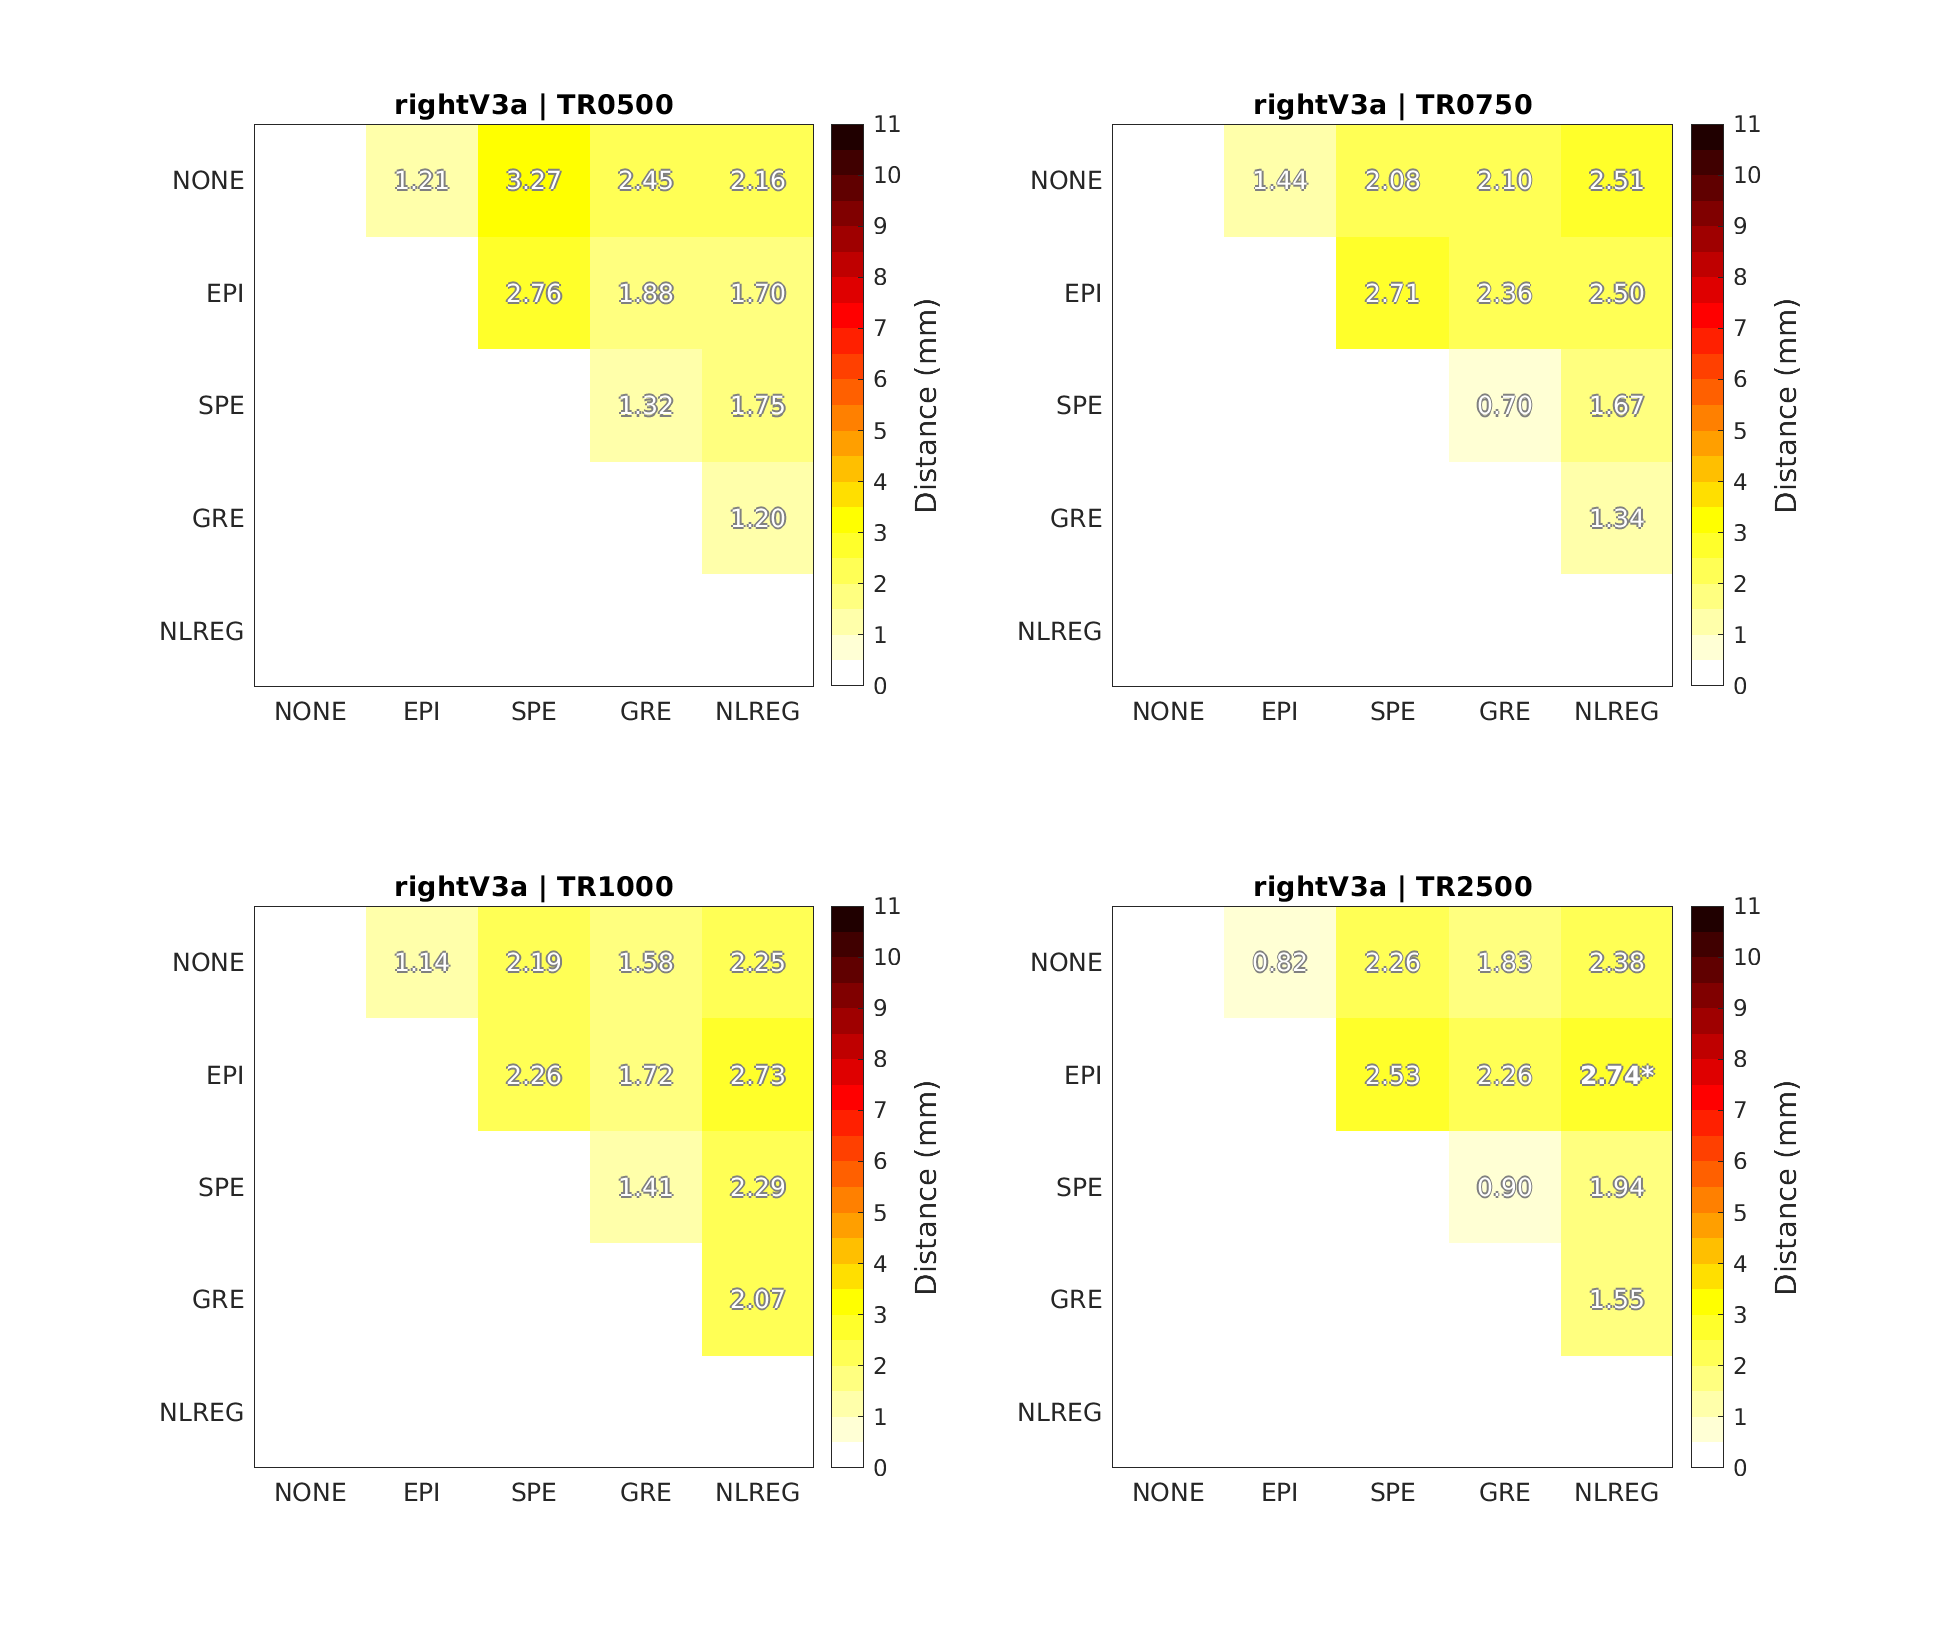 rightV3a | TR0500
NONE 1.21 3.27 2.45 2.16
EPI 2.76 1.88 1.70
SPE 1.32 1.75
GRE 1.20
NLREG
NONE EPI SPE GRE NLREG
11
10
9
8
7
6
5
4
3
2
1
0
Distance (mm)
rightV3a | TR0750
NONE 1.44 2.08 2.10 2.51
EPI 2.71 2.36 2.50
SPE 0.70 1.67
GRE 1.34
NLREG
NONE EPI SPE GRE NLREG
11
10
9
8
7
6
5
4
3
2
1
0
Distance (mm)
rightV3a | TR1000
NONE 1.14 2.19 1.58 2.25
EPI 2.26 1.72 2.73
SPE 1.41 2.29
GRE 2.07
NLREG
NONE EPI SPE GRE NLREG
11
10
9
8
7
6
5
4
3
2
1
0
Distance (mm)
rightV3a | TR2500
NONE 0.82 2.26 1.83 2.38
EPI 2.53 2.26 2.74*
SPE 0.90 1.94
GRE 1.55
NLREG
NONE EPI SPE GRE NLREG
11
10
9
8
7
6
5
4
3
2
1
0
Distance (mm)